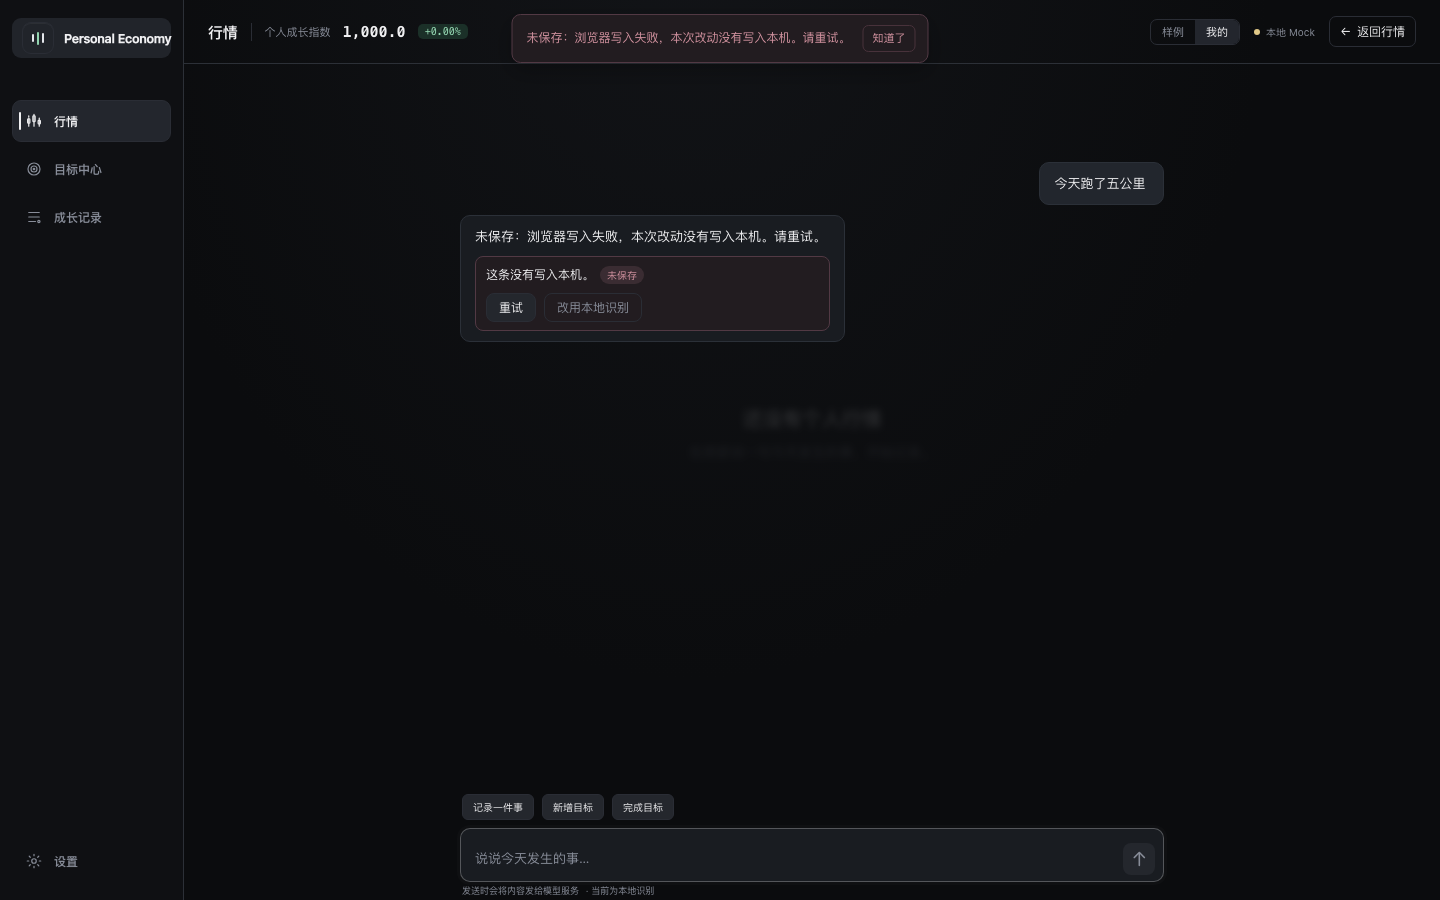 Personal Economy
行情
目标中心
成长记录
设置
行情
个人成长指数 1,000.0 +0.00%
未保存：浏览器写入失败，本次改动没有写入本机。请重试。 知道了
样例 我的
本地 Mock
← 返回行情
今天跑了五公里
未保存：浏览器写入失败，本次改动没有写入本机。请重试。
这条没有写入本机。 未保存
重试 改用本地识别
还没有个人行情
记录一件事 新增目标 完成目标
说说今天发生的事...
发送时会将内容发给模型服务 · 当前为本地识别